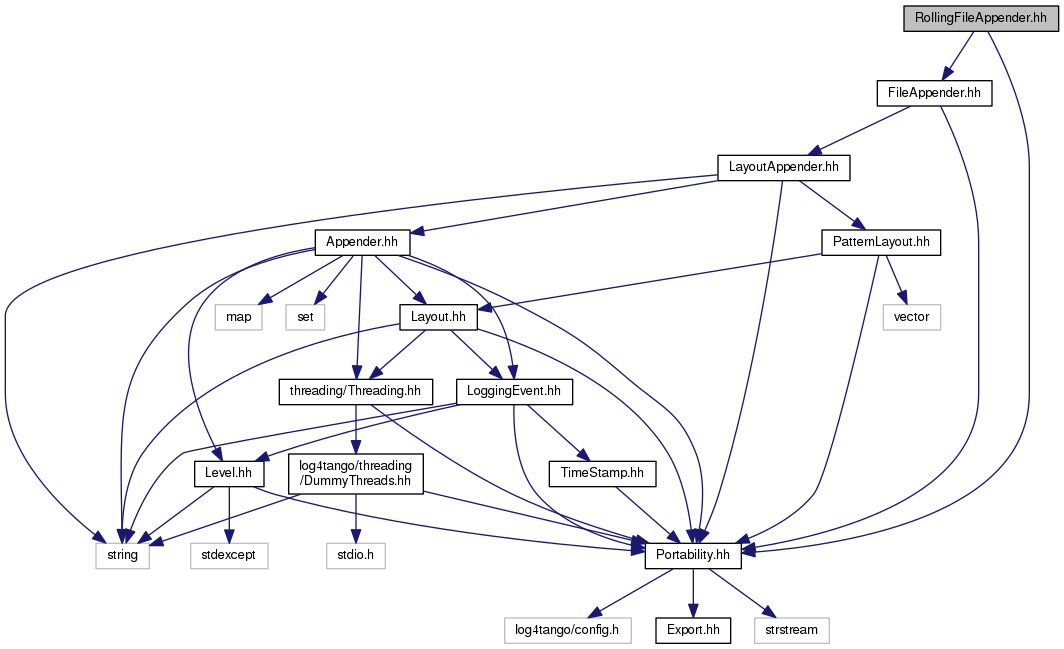 RollingFileAppender.hh
FileAppender.hh
LayoutAppender.hh
Appender.hh
PatternLayout.hh
map
set
Layout.hh
vector
threading/Threading.hh
LoggingEvent.hh
Level.hh
log4tango/threading
/DummyThreads.hh
TimeStamp.hh
string
stdexcept
stdio.h
Portability.hh
log4tango/config.h
Export.hh
strstream